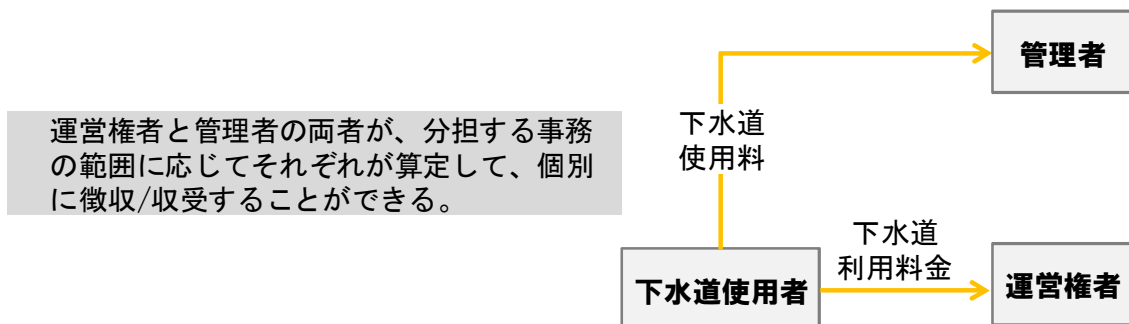 運営権者と管理者の両者が、分担する事務
の範囲に応じてそれぞれが算定して、個別
に徴収/収受することができる。
管理者
下水道
使用料
下水道
利用料金
下水道使用者
運営権者